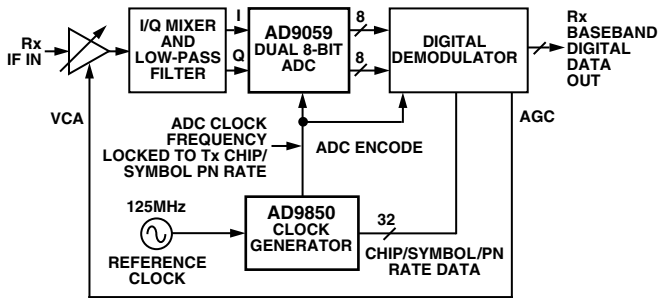 Rx
IF IN
VCA
I/Q MIXER
AND
LOW-PASS
FILTER
I
Q
AD9059
DUAL 8-BIT
ADC
8
8
DIGITAL
DEMODULATOR
Rx
BASEBAND
DIGITAL
DATA
OUT
AGC
ADC CLOCK
FREQUENCY
LOCKED TO Tx CHIP/
SYMBOL PN RATE
ADC ENCODE
125MHz
REFERENCE
CLOCK
AD9850
CLOCK
GENERATOR
32
CHIP/SYMBOL/PN
RATE DATA